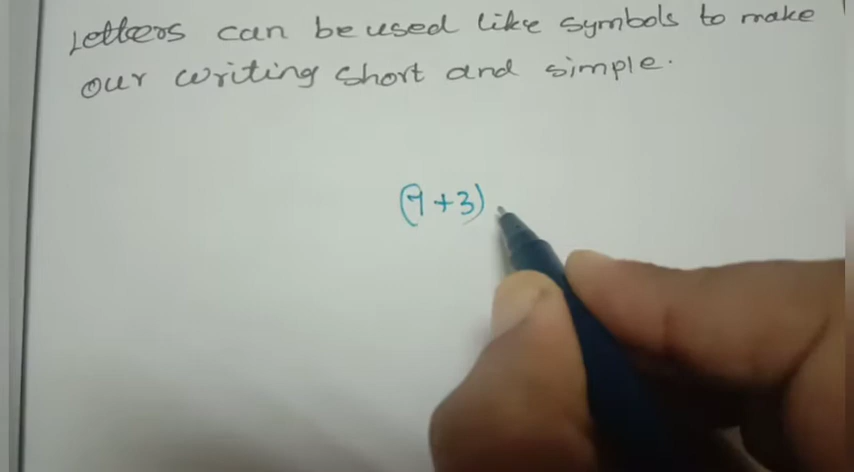 Letters can be used like symbols to make
our writing short and simple.
(7+3)